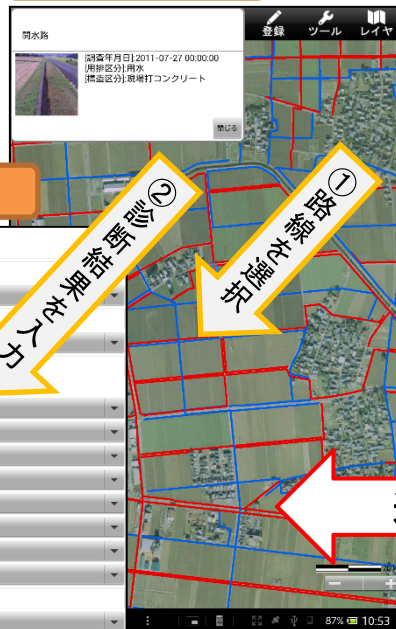 開水路
[調査年月日]:2011-07-27 00:00:00
[用排区分]:用水
[構造区分]:現場打コンクリート
閉じる
登録
ツール
レイヤ
①路線を選択
②診断結果を入力
87% 10:53